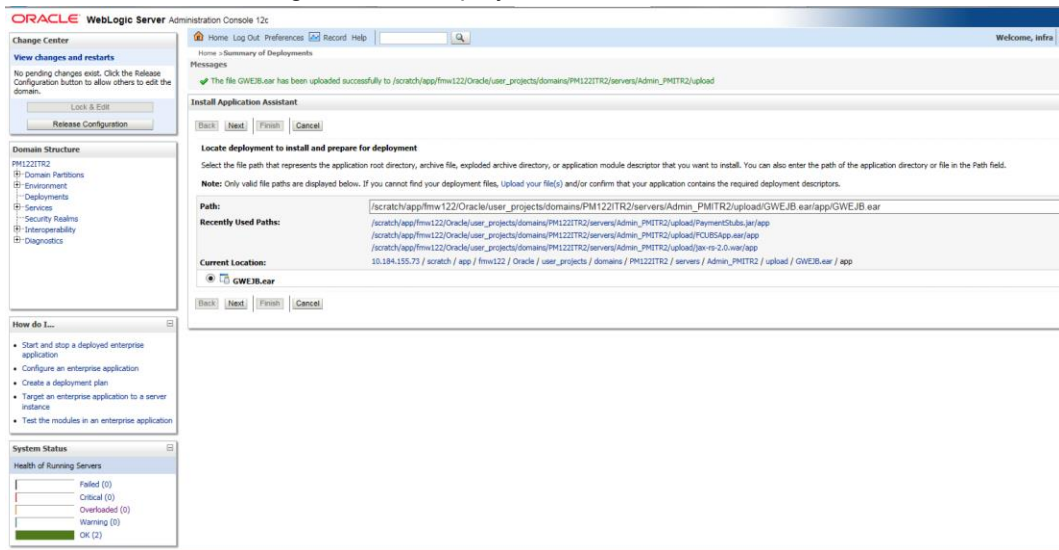 ORACLE WebLogic Server Administration Console 12c
Change Center
View changes and restarts
No pending changes exist. Click the Release
Configuration button to allow others to edit the
domain.
Lock & Edit
Release Configuration
Domain Structure
PM122ITR2
Domain Partitions
Environment
Deployments
Services
Security Realms
Interoperability
Diagnostics
How do I...
Start and stop a deployed enterprise
application
Configure an enterprise application
Create a deployment plan
Target an enterprise application to a server
instance
Test the modules in an enterprise application
System Status
Health of Running Servers
Failed (0)
Critical (0)
Overloaded (0)
Warning (0)
OK (2)
Home Log Out Preferences Record Help
Welcome, infra
Home >Summary of Deployments
Messages
The file GWEJB.ear has been uploaded successfully to /scratch/app/fmw122/Oracle/user_projects/domains/PM122ITR2/servers/Admin_PMITR2/upload
Install Application Assistant
Back Next Finish Cancel
Locate deployment to install and prepare for deployment
Select the file path that represents the application root directory, archive file, exploded archive directory, or application module descriptor that you want to install. You can also enter the path of the application directory or file in the Path field.
Note: Only valid file paths are displayed below. If you cannot find your deployment files, Upload your file(s) and/or confirm that your application contains the required deployment descriptors.
Path: /scratch/app/fmw122/Oracle/user_projects/domains/PM122ITR2/servers/Admin_PMITR2/upload/GWEJB.ear/app/GWEJB.ear
Recently Used Paths: /scratch/app/fmw122/Oracle/user_projects/domains/PM122ITR2/servers/Admin_PMITR2/upload/PaymentStubs.jar/app
/scratch/app/fmw122/Oracle/user_projects/domains/PM122ITR2/servers/Admin_PMITR2/upload/FCUBSApp.ear/app
/scratch/app/fmw122/Oracle/user_projects/domains/PM122ITR2/servers/Admin_PMITR2/upload/jax-rs-2.0.war/app
Current Location: 10.184.155.73 / scratch / app / fmw122 / Oracle / user_projects / domains / PM122ITR2 / servers / Admin_PMITR2 / upload / GWEJB.ear / app
GWEJB.ear
Back Next Finish Cancel